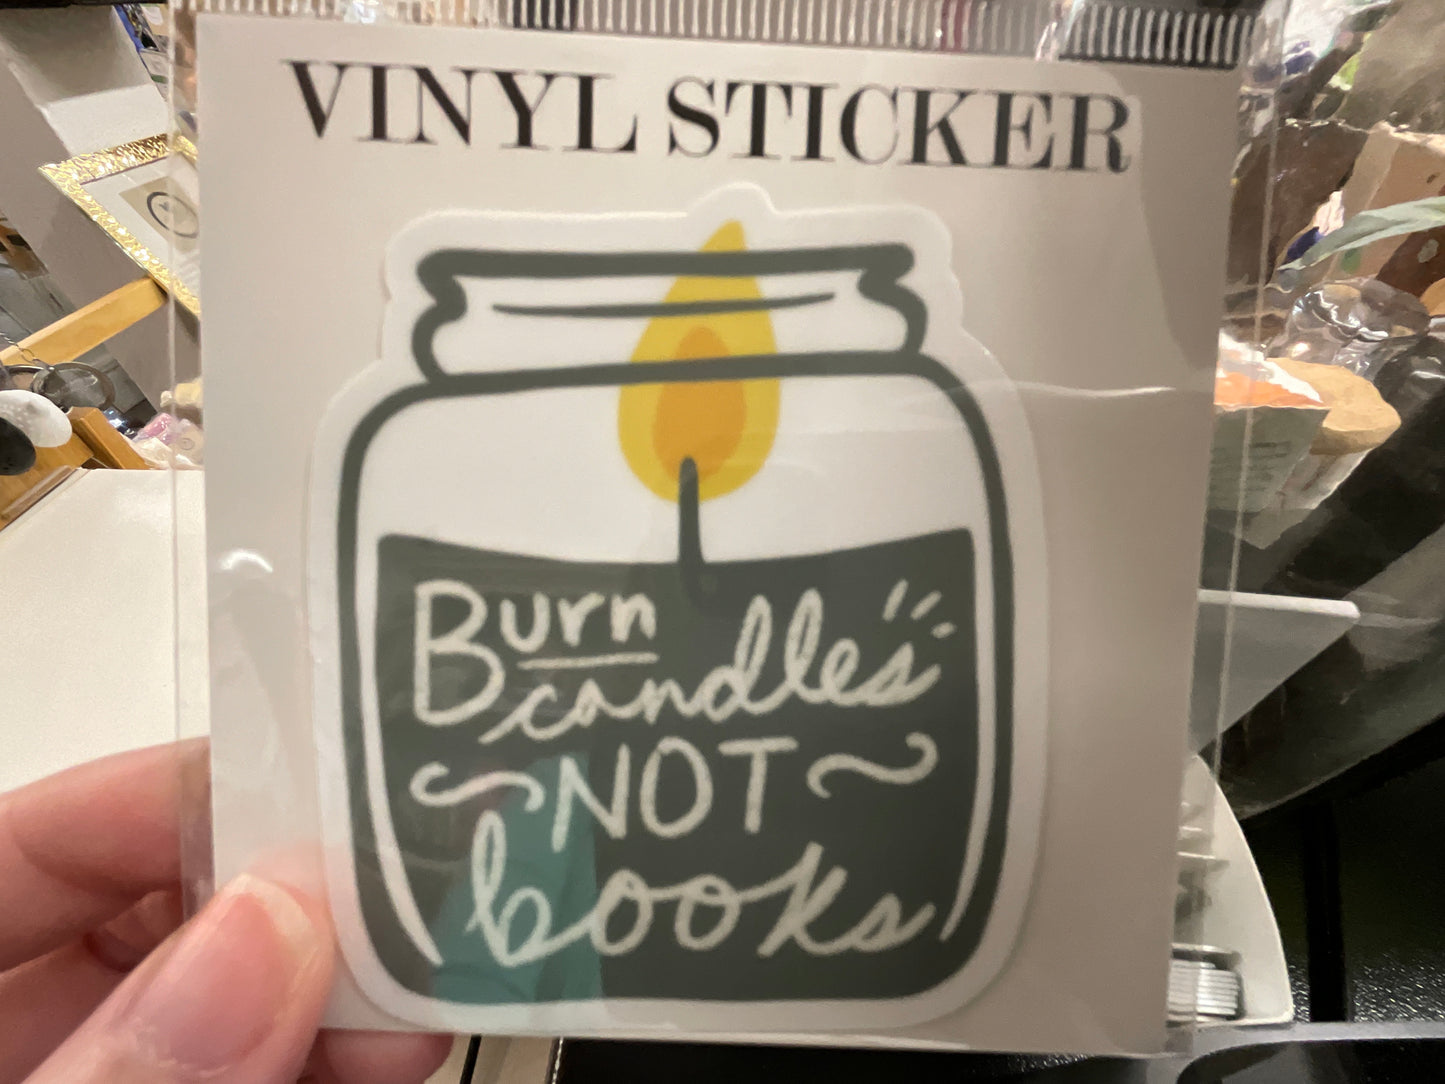 VINYL STICKER
Burn
candles
NOT
books